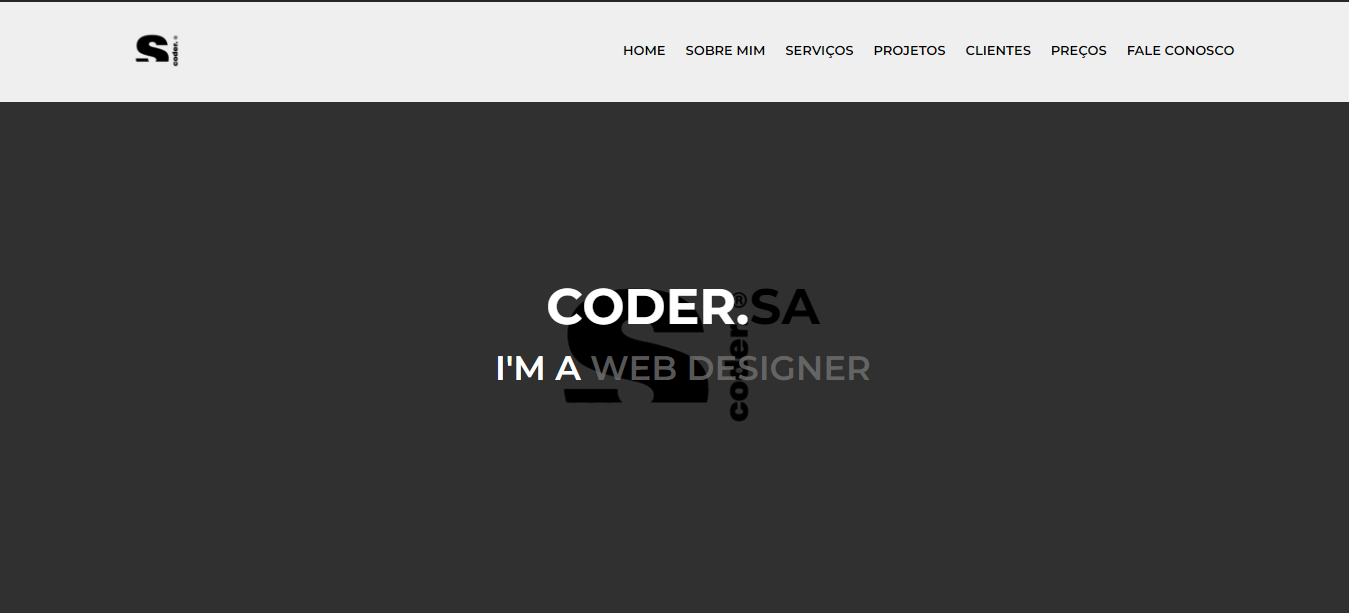 S coder.®
HOME SOBRE MIM SERVIÇOS PROJETOS CLIENTES PREÇOS FALE CONOSCO
CODER.SA
I'M A WEB DESIGNER
S coder.®